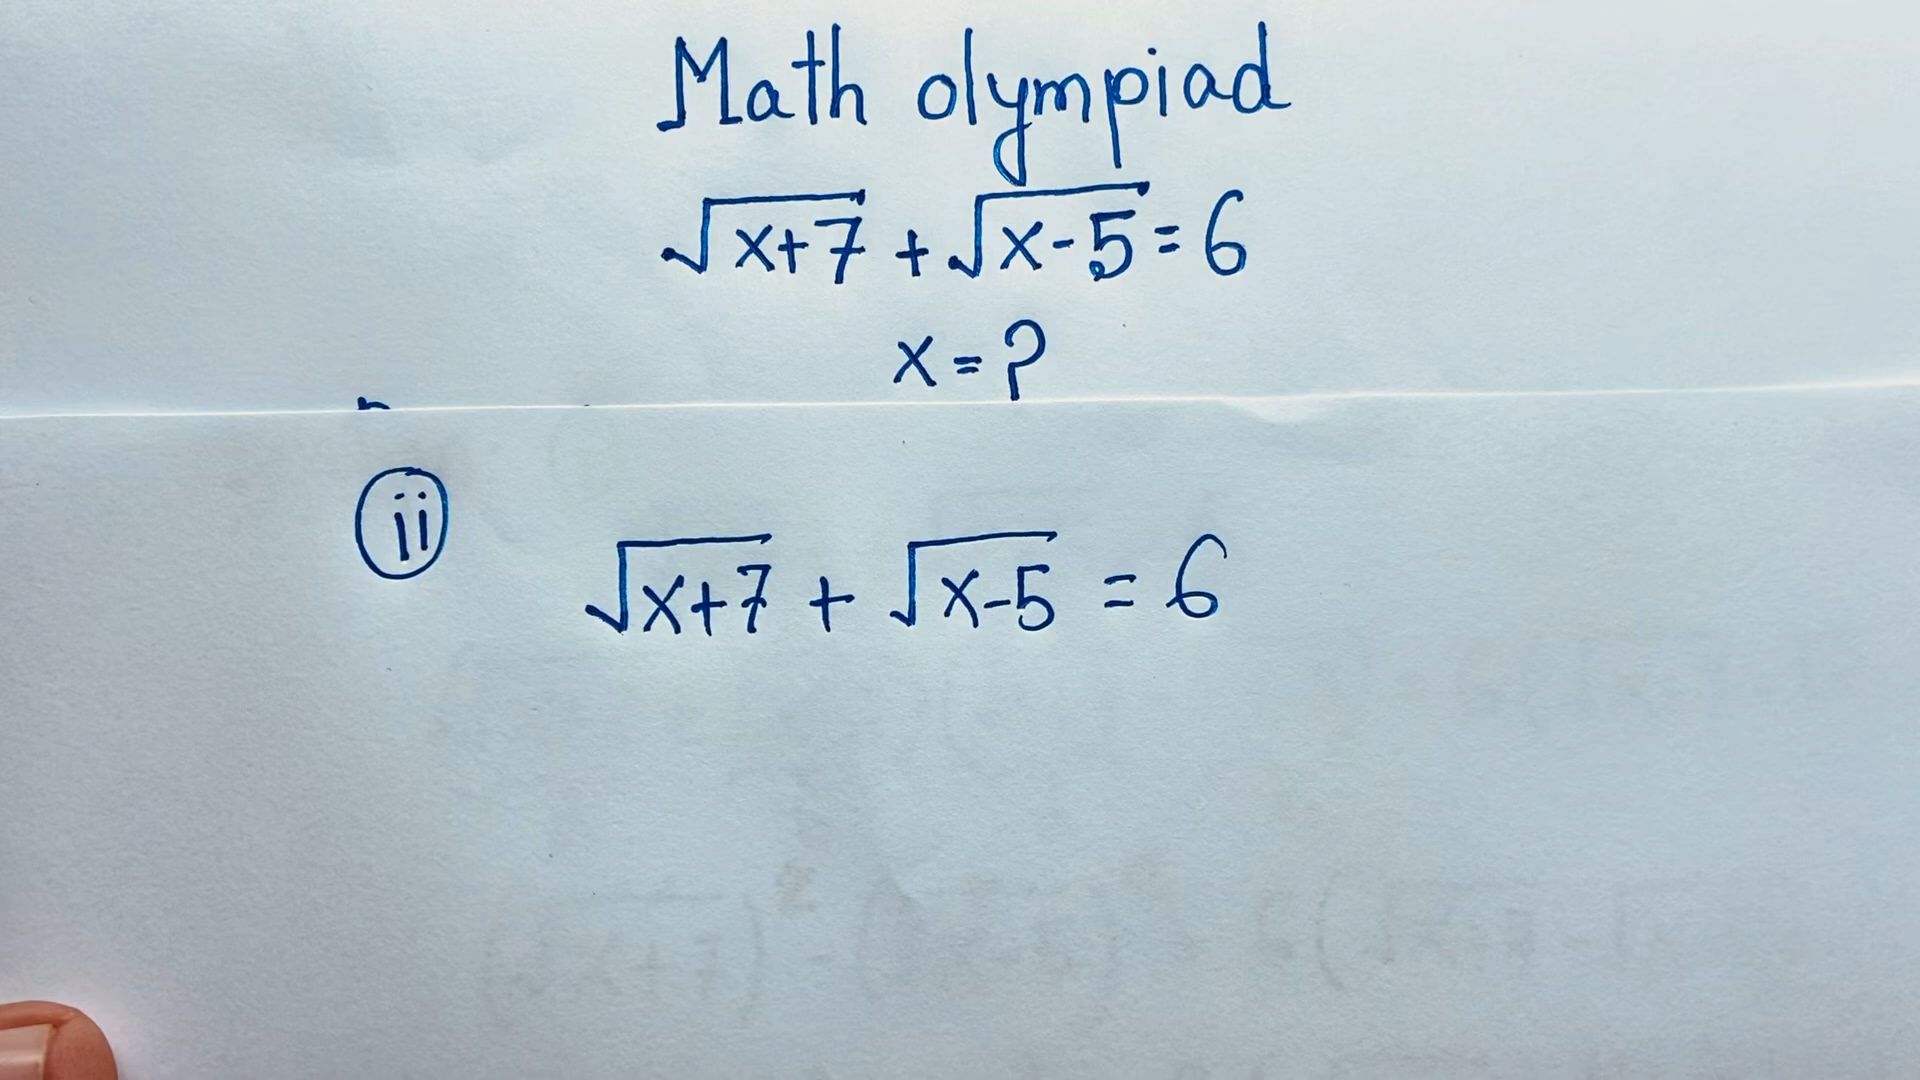 Math olympiad
√x+7 + √x-5 = 6
x = ?
ii
√x+7 + √x-5 = 6